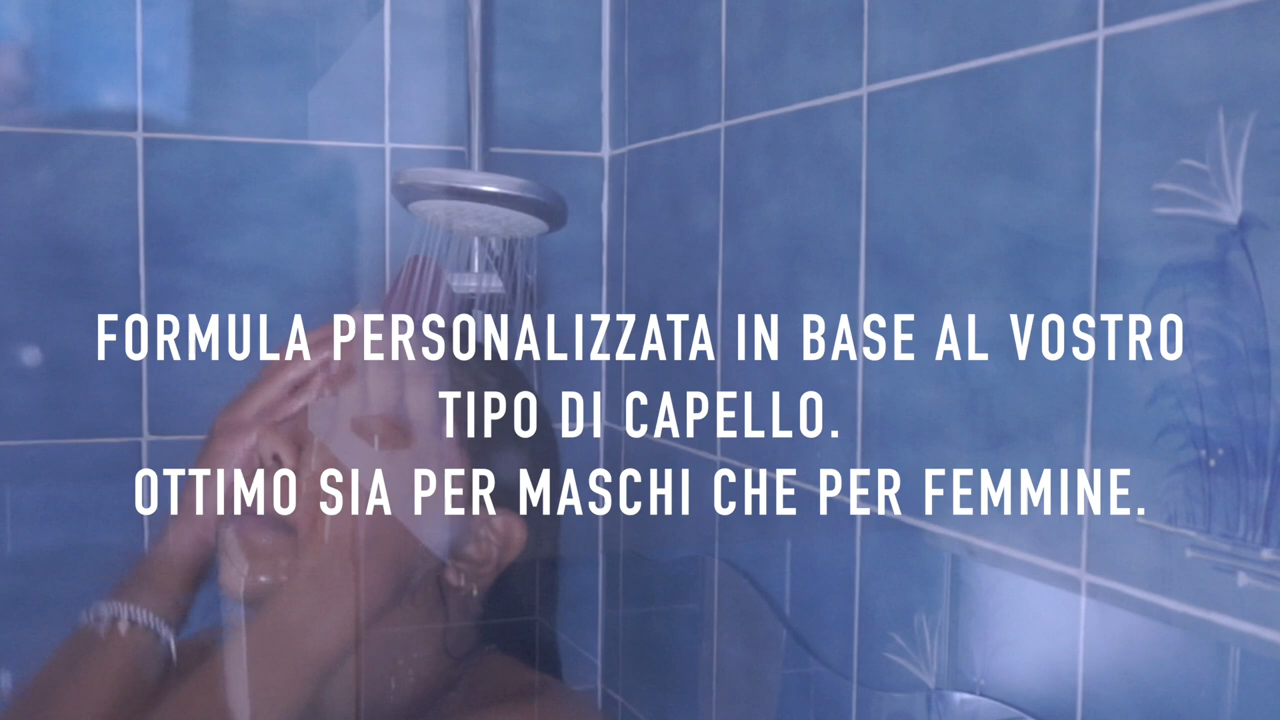 FORMULA PERSONALIZZATA IN BASE AL VOSTRO
TIPO DI CAPELLO.
OTTIMO SIA PER MASCHI CHE PER FEMMINE.